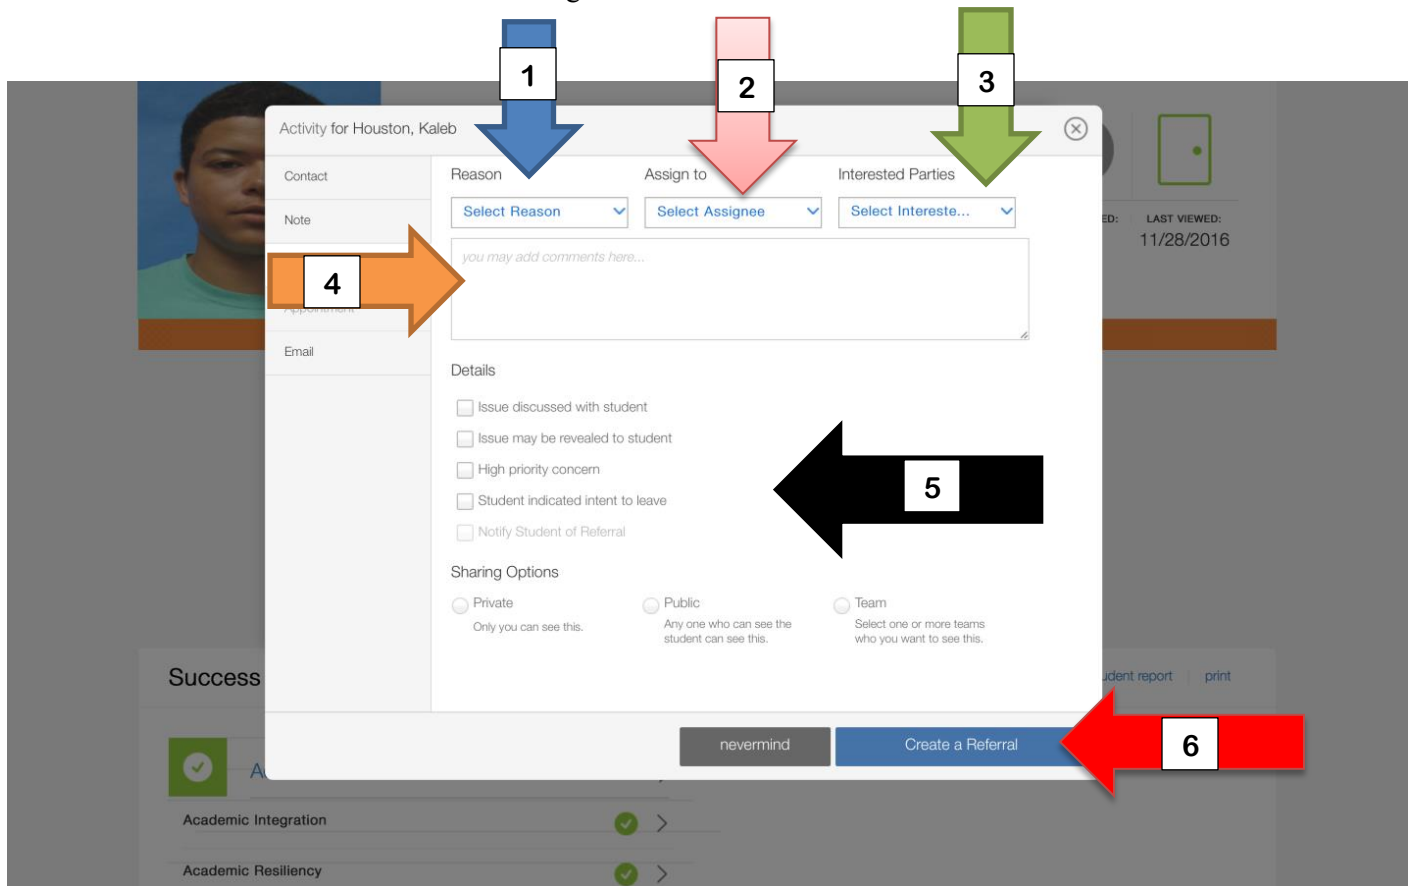 1
2
3
Activity for Houston, Kaleb
Contact
Note
Email
Reason
Assign to
Interested Parties
Select Reason
Select Assignee
Select Intereste...
you may add comments here...
4
Details
Issue discussed with student
Issue may be revealed to student
High priority concern
Student indicated intent to leave
Notify Student of Referral
5
Sharing Options
Private
Only you can see this.
Public
Any one who can see the
student can see this.
Team
Select one or more teams
who you want to see this.
nevermind
Create a Referral
6
ED:
LAST VIEWED:
11/28/2016
Success
report
print
Academic Integration
Academic Resiliency